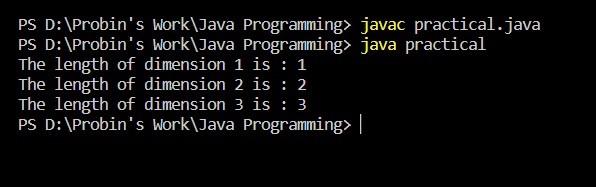 PS D:\Probin's Work\Java Programming> javac practical.java
PS D:\Probin's Work\Java Programming> java practical
The length of dimension 1 is : 1
The length of dimension 2 is : 2
The length of dimension 3 is : 3
PS D:\Probin's Work\Java Programming>